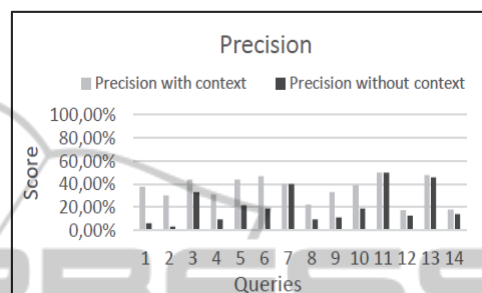 Precision
Precision with context Precision without context
100,00%
80,00%
60,00%
40,00%
20,00%
0,00%
Score
1 2 3 4 5 6 7 8 9 10 11 12 13 14
Queries